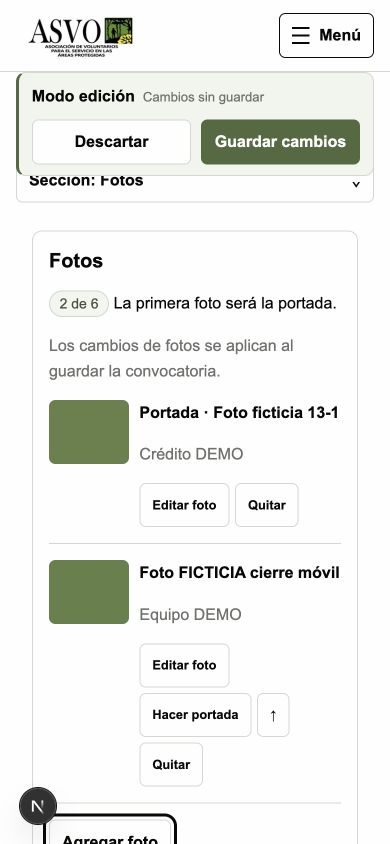 ASVO
ASOCIACIÓN DE VOLUNTARIOS
PARA EL SERVICIO EN LAS
ÁREAS PROTEGIDAS
Menú
Modo edición Cambios sin guardar
Descartar
Guardar cambios
Sección: Fotos
Fotos
2 de 6 La primera foto será la portada.
Los cambios de fotos se aplican al
guardar la convocatoria.
Portada · Foto ficticia 13-1
Crédito DEMO
Editar foto
Quitar
Foto FICTICIA cierre móvil
Equipo DEMO
Editar foto
Hacer portada
↑
Quitar
N
Agregar foto